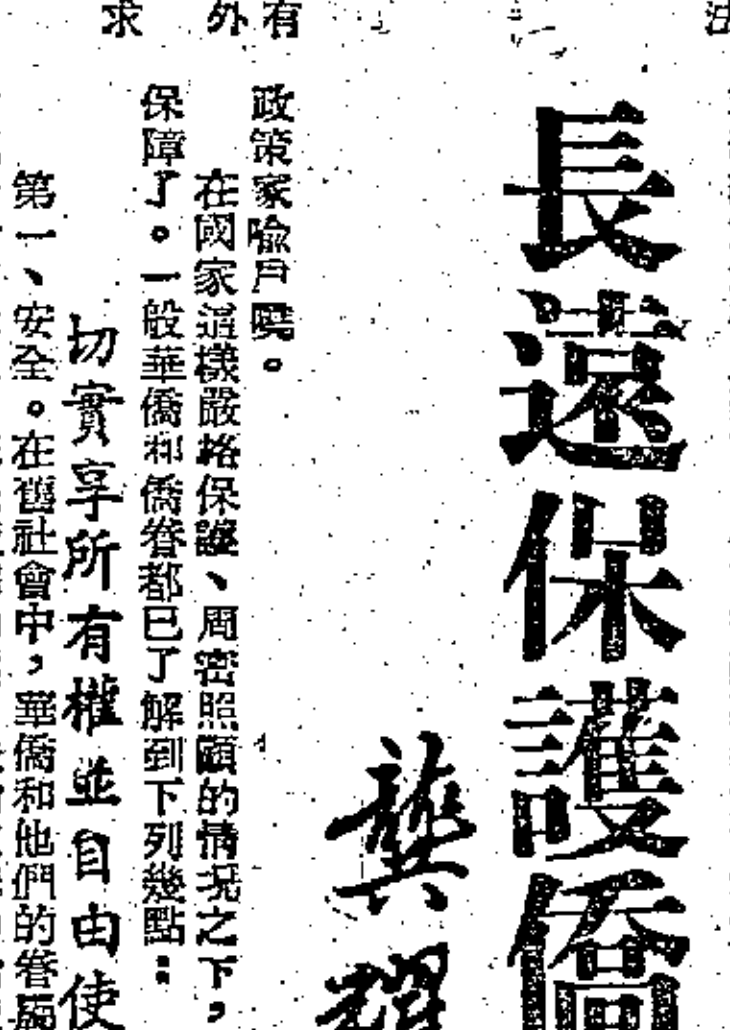 法
長遠保護僑
龔
有
政策家喻戶曉。
外
在國家這樣嚴格保護、周密照顧的情況之下,
保障了。一般華僑和僑眷都已了解到下列幾點:
求
切實享所有權並自由使
第一、安全。在舊社會中,華僑和他們的眷屬